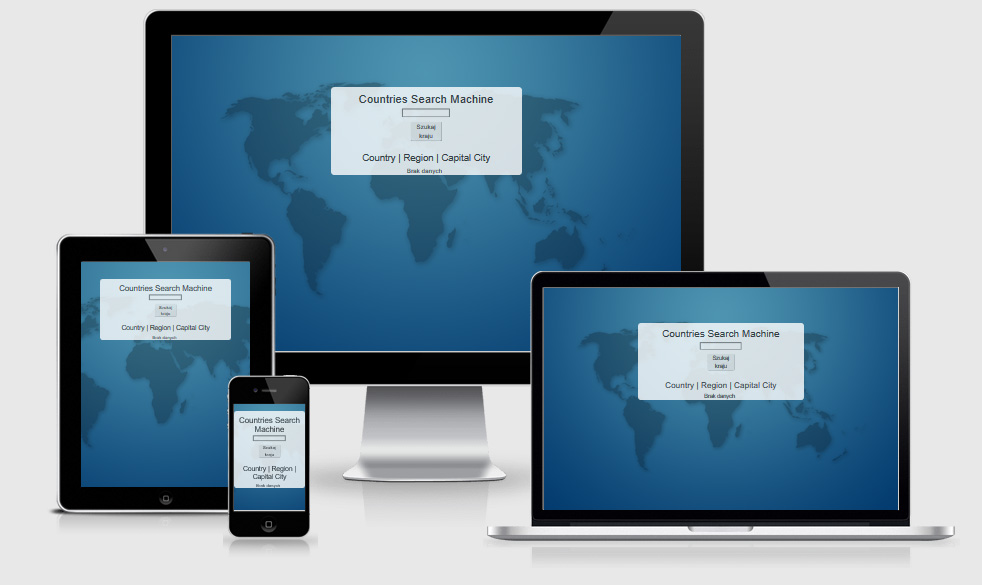 Countries Search Machine
Szukaj
kraju
Country | Region | Capital City
Brak danych
Countries Search Machine
Szukaj
kraju
Country | Region | Capital City
Brak danych
Countries Search
Machine
Szukaj
kraju
Country | Region |
Capital City
Brak danych
Countries Search Machine
Szukaj
kraju
Country | Region | Capital City
Brak danych